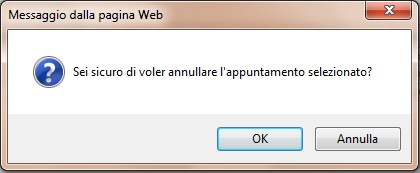 Messaggio dalla pagina Web
Sei sicuro di voler annullare l'appuntamento selezionato?
OK Annulla